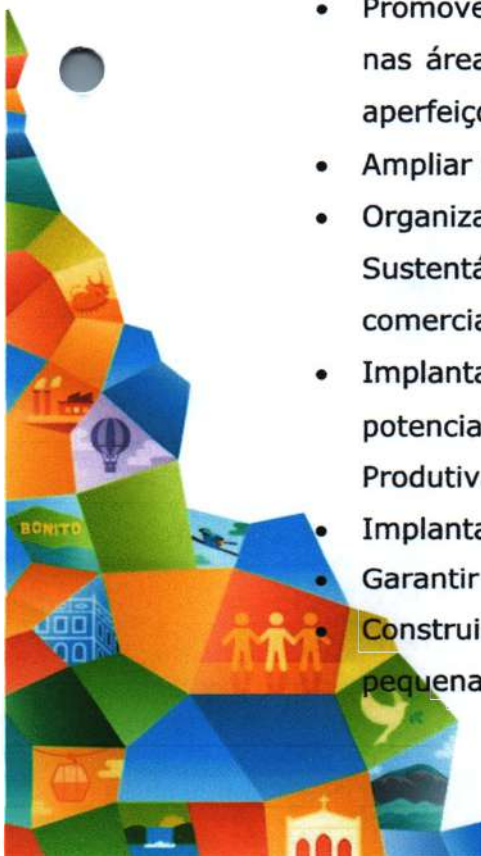 • Promove
nas área
aperfeiço
• Ampliar
• Organiza
Sustentá
comercia
• Implanta
potencia
Produtiv
• Implanta
• Garantir
• Construi
pequena
BONITO